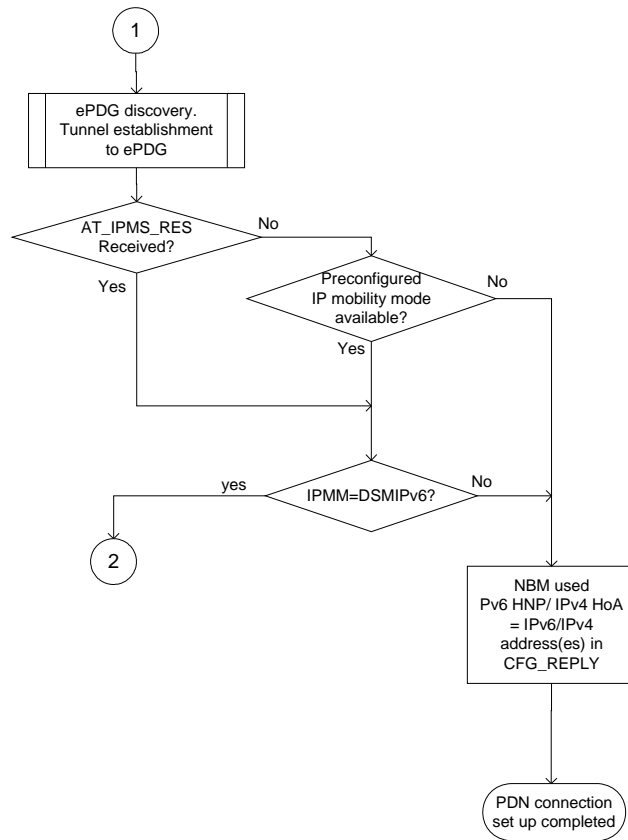 1
ePDG discovery.
Tunnel establishment
to ePDG
AT_IPMS_RES
Received?
No
Yes
Preconfigured
IP mobility mode
available?
No
Yes
IPMM=DSMIPv6?
yes
No
2
NBM used
Pv6 HNP/ IPv4 HoA
= IPv6/IPv4
address(es) in
CFG_REPLY
PDN connection
set up completed